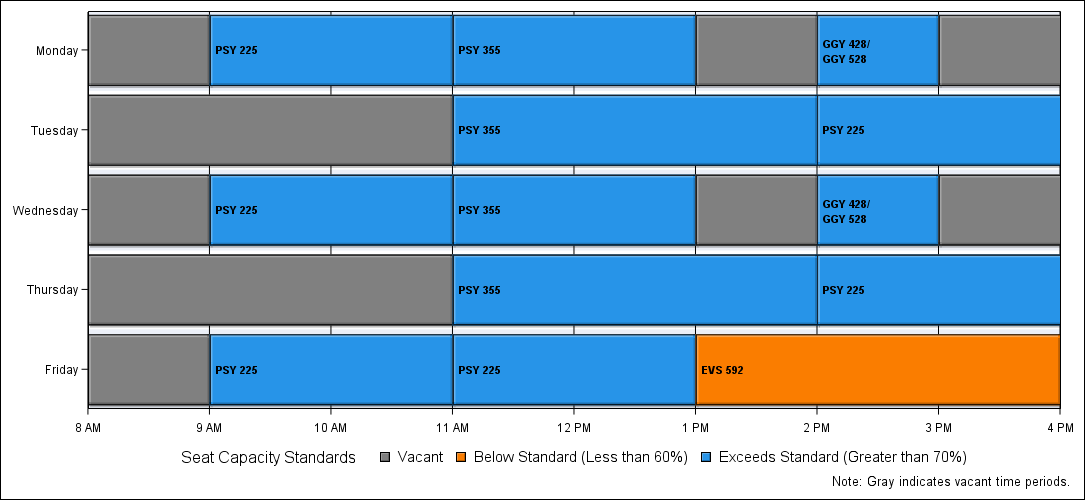 Monday
PSY 225
PSY 355
GGY 428/
GGY 528
Tuesday
PSY 355
PSY 225
Wednesday
PSY 225
PSY 355
GGY 428/
GGY 528
Thursday
PSY 355
PSY 225
Friday
PSY 225
PSY 225
EVS 592
8 AM 9 AM 10 AM 11 AM 12 PM 1 PM 2 PM 3 PM 4 PM
Seat Capacity Standards Vacant Below Standard (Less than 60%) Exceeds Standard (Greater than 70%)
Note: Gray indicates vacant time periods.